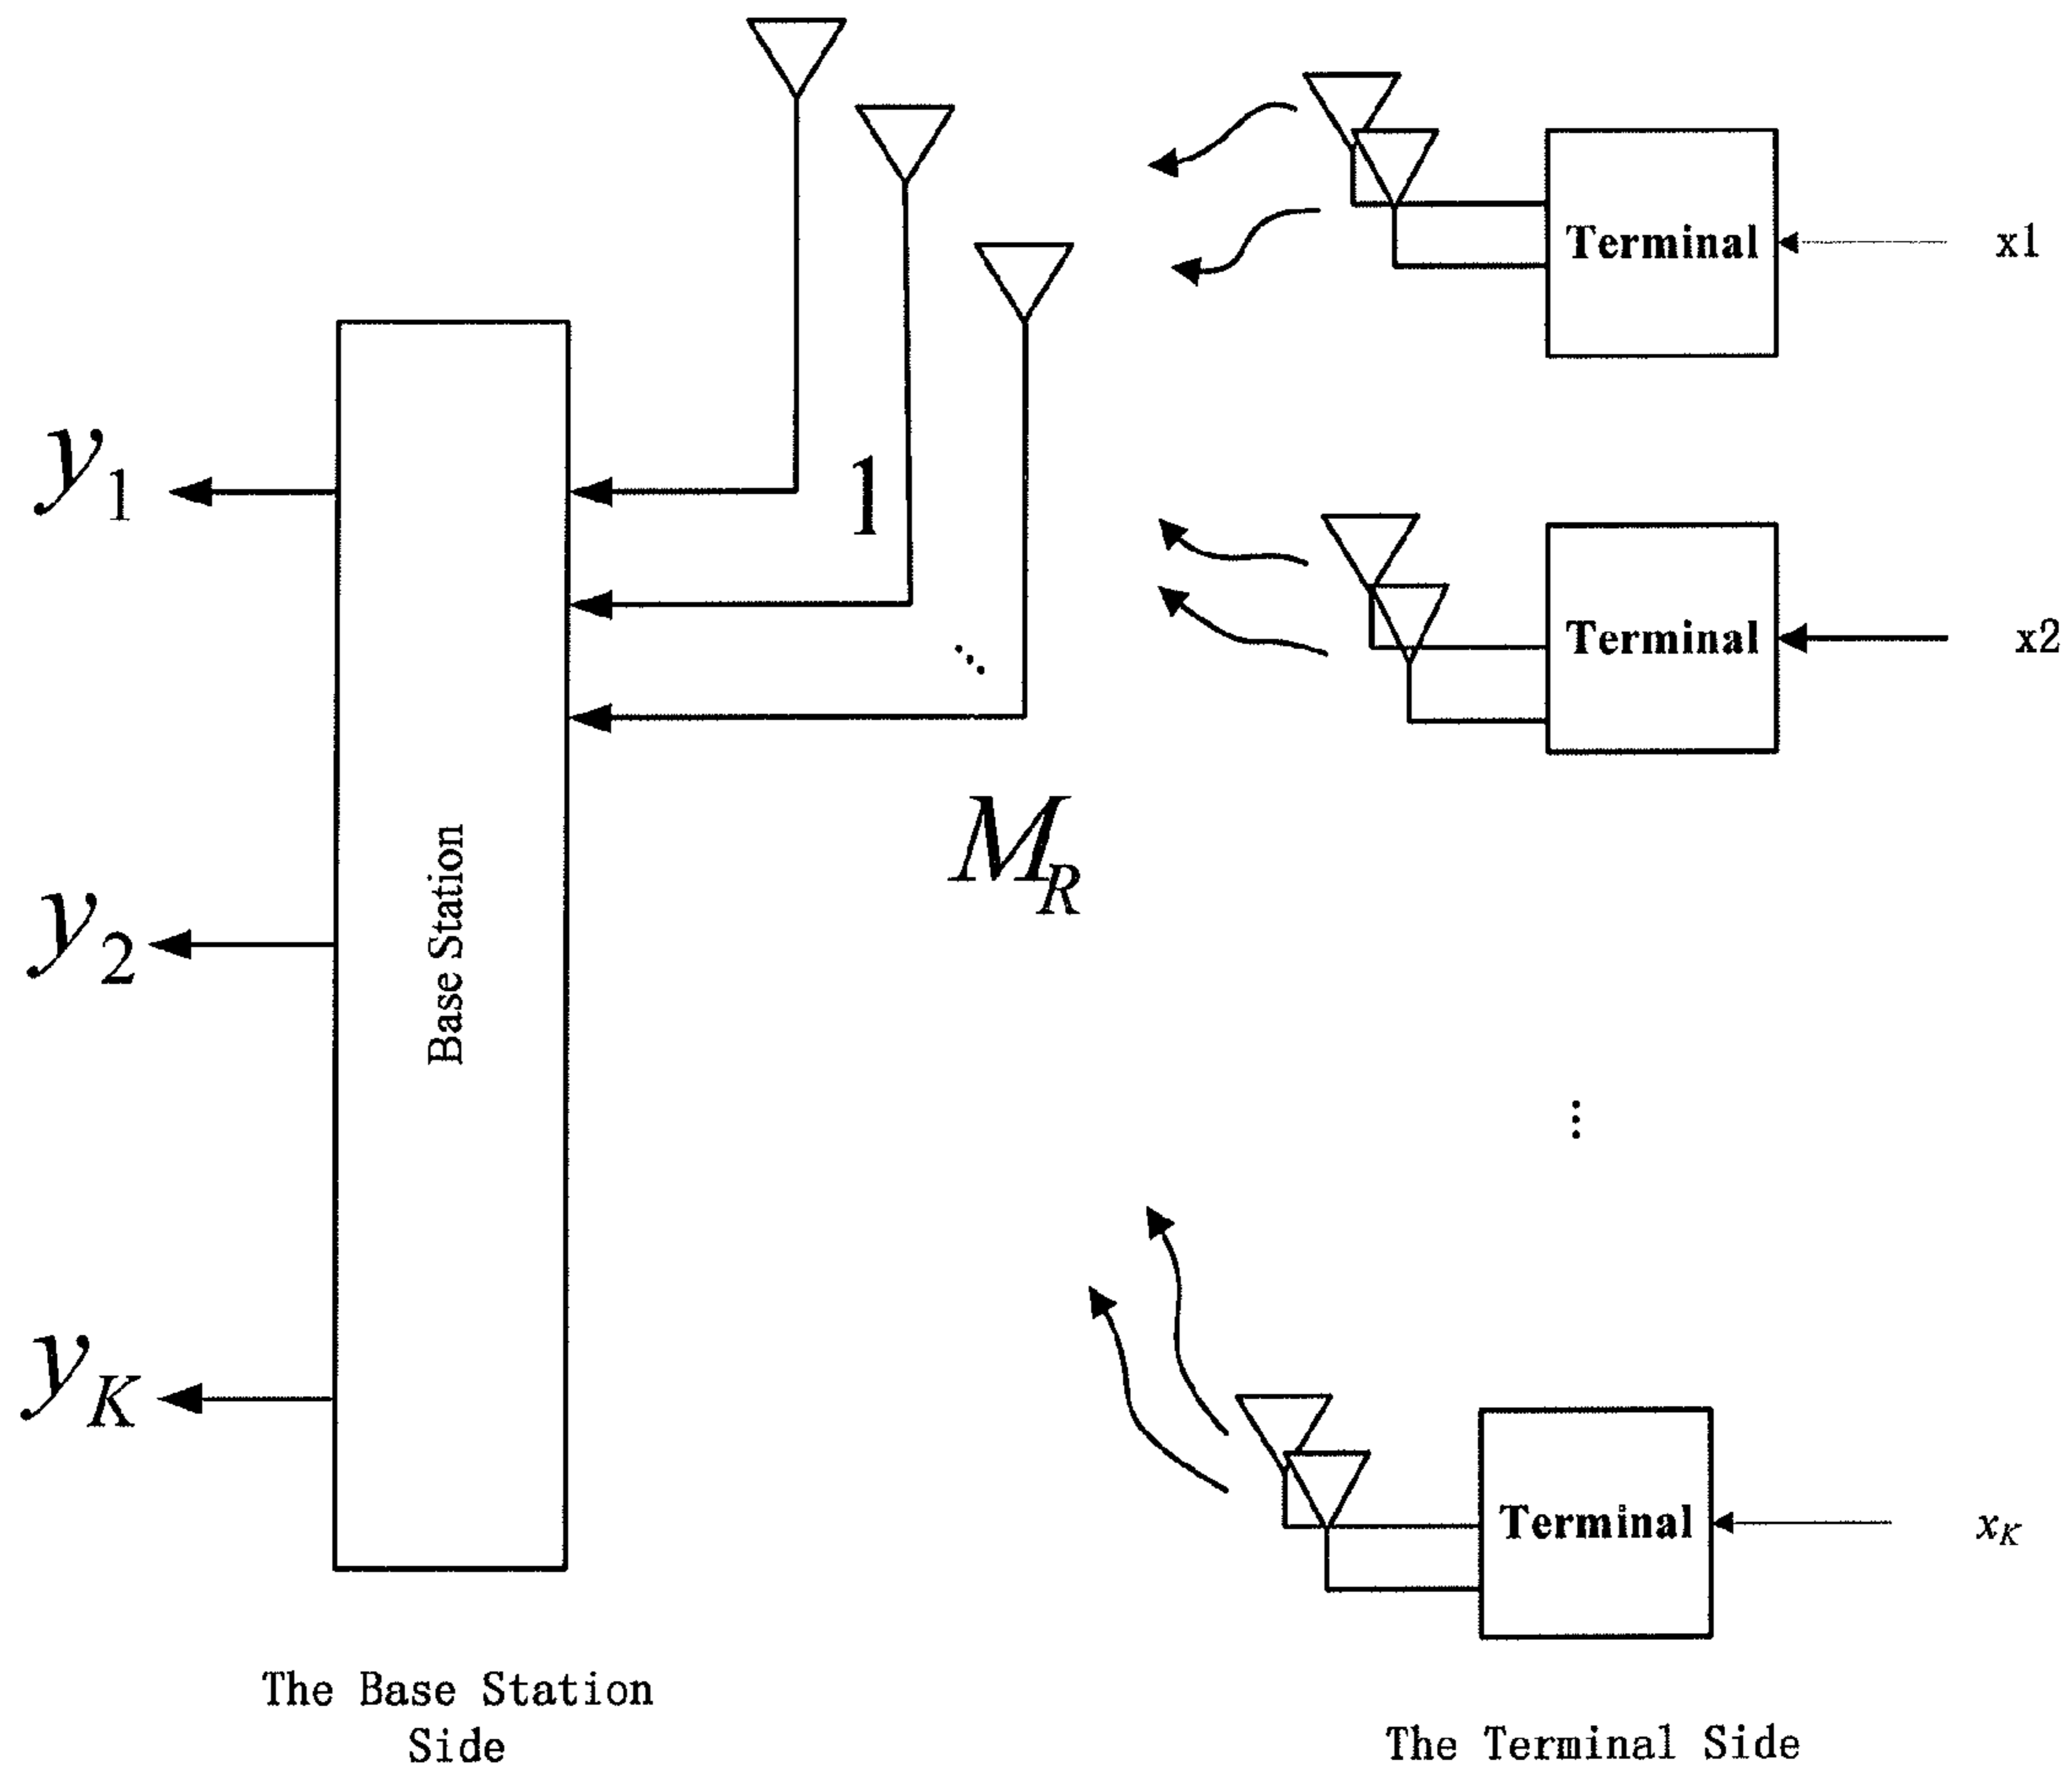 Terminal
x1
y1
1
Terminal
x2
MR
Base Station
y2
yK
Terminal
xK
The Base Station
Side
The Terminal Side